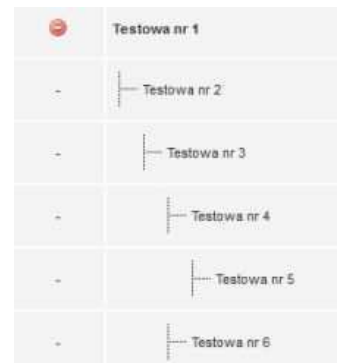 Testowa nr 1
- Testowa nr 2
- Testowa nr 3
- Testowa nr 4
- Testowa nr 5
- Testowa nr 6